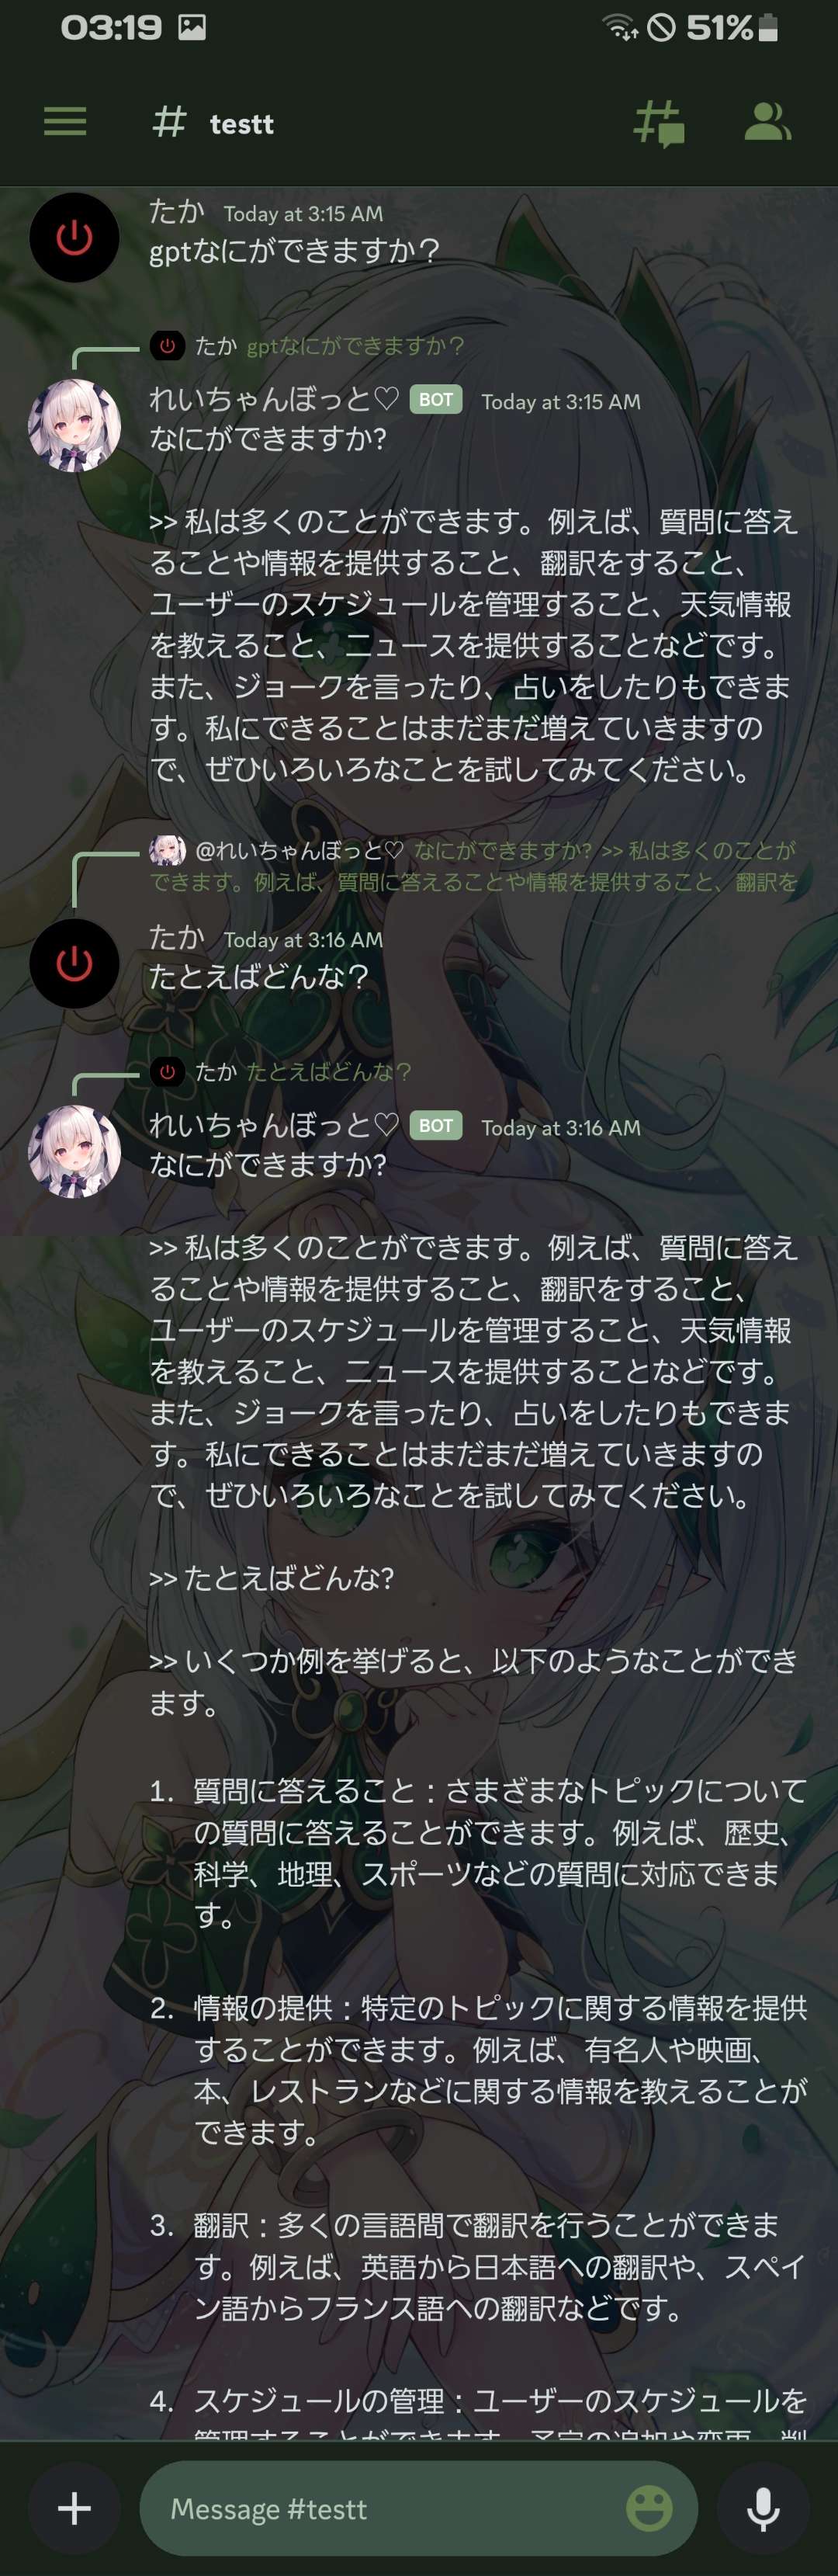 03:19 51%
# testt
たか Today at 3:15 AM
gptなにができますか？
たか gptなにができますか？
れいちゃんぼっと♡ BOT Today at 3:15 AM
なにができますか?
>> 私は多くのことができます。例えば、質問に答え
ることや情報を提供すること、翻訳をすること、
ユーザーのスケジュールを管理すること、天気情報
を教えること、ニュースを提供することなどです。
また、ジョークを言ったり、占いをしたりもできま
す。私にできることはまだまだ増えていきますの
で、ぜひいろいろなことを試してみてください。
@れいちゃんぼっと♡ なにができますか? >> 私は多くのことが
できます。例えば、質問に答えることや情報を提供すること、翻訳を
たか Today at 3:16 AM
たとえばどんな？
たか たとえばどんな？
れいちゃんぼっと♡ BOT Today at 3:16 AM
なにができますか?
>> 私は多くのことができます。例えば、質問に答え
ることや情報を提供すること、翻訳をすること、
ユーザーのスケジュールを管理すること、天気情報
を教えること、ニュースを提供することなどです。
また、ジョークを言ったり、占いをしたりもできま
す。私にできることはまだまだ増えていきますの
で、ぜひいろいろなことを試してみてください。
>> たとえばどんな?
>> いくつか例を挙げると、以下のようなことができ
ます。
1. 質問に答えること：さまざまなトピックについて
の質問に答えることができます。例えば、歴史、
科学、地理、スポーツなどの質問に対応できま
す。
2. 情報の提供：特定のトピックに関する情報を提供
することができます。例えば、有名人や映画、
本、レストランなどに関する情報を教えることが
できます。
3. 翻訳：多くの言語間で翻訳を行うことができま
す。例えば、英語から日本語への翻訳や、スペイ
ン語からフランス語への翻訳などです。
4. スケジュールの管理：ユーザーのスケジュールを
管理することができます。予定の追加や変更、削
Message #testt